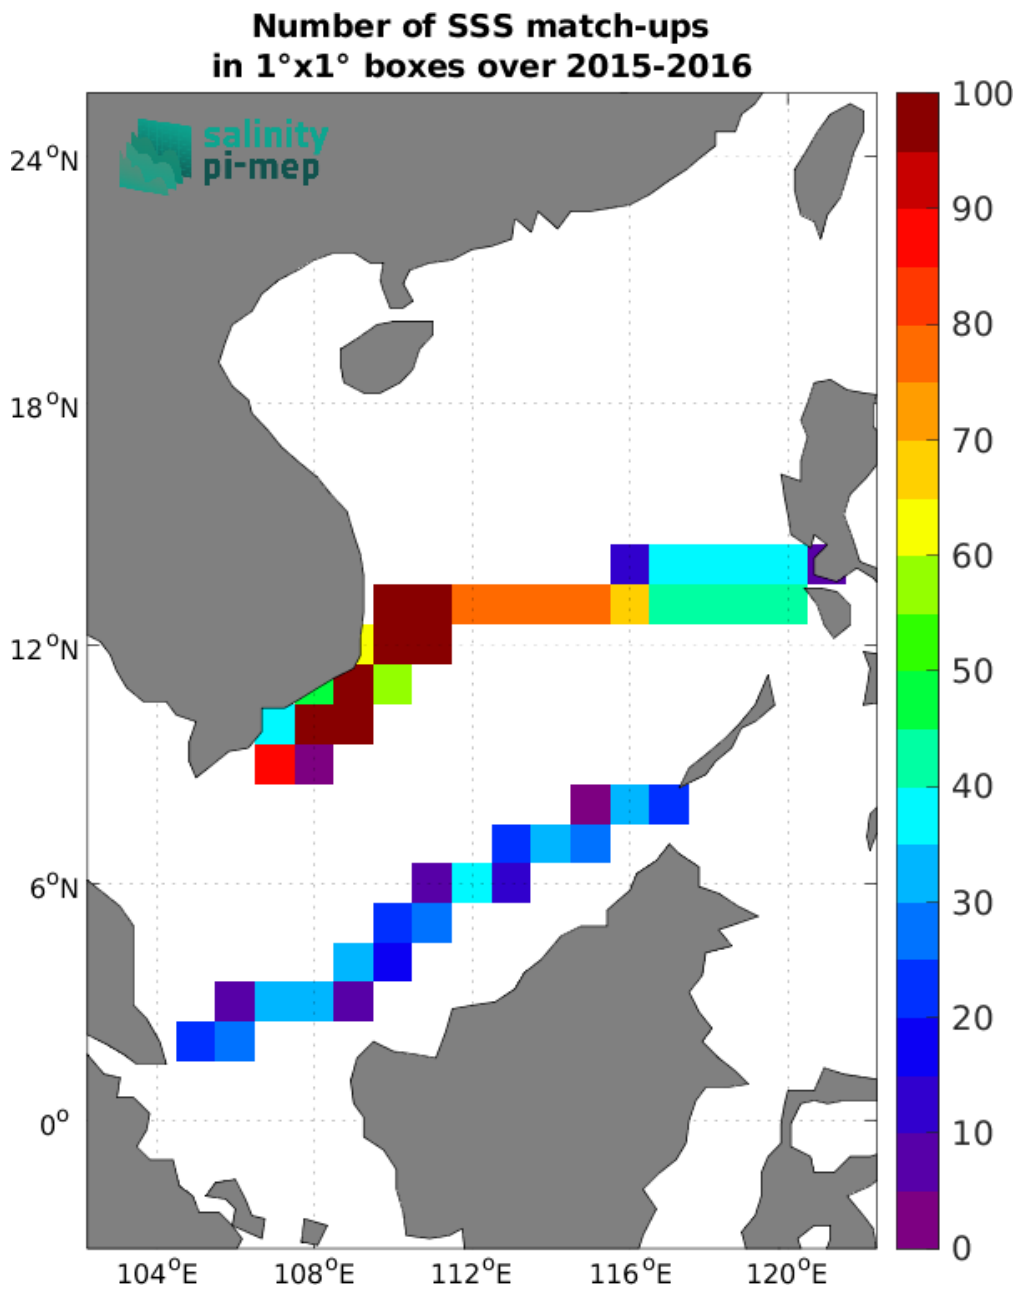 Number of SSS match-ups
in 1°x1° boxes over 2015-2016
salinity
pi-mep
24°N
18°N
12°N
6°N
0°
104°E
108°E
112°E
116°E
120°E
100
90
80
70
60
50
40
30
20
10
0